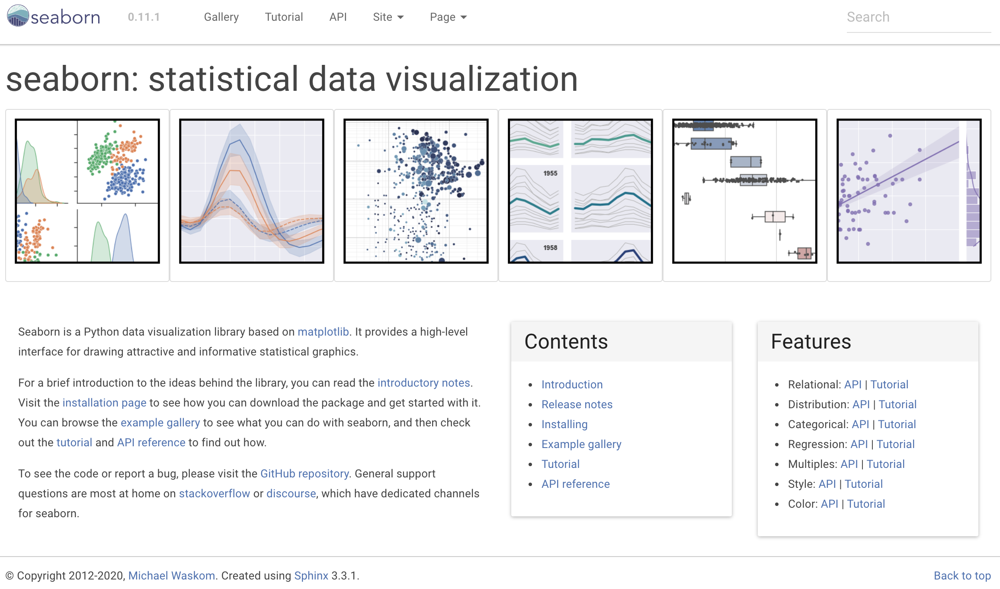 seaborn 0.11.1 Gallery Tutorial API Site Page Search
seaborn: statistical data visualization
1955
1958
Seaborn is a Python data visualization library based on matplotlib. It provides a high-level
interface for drawing attractive and informative statistical graphics.
For a brief introduction to the ideas behind the library, you can read the introductory notes.
Visit the installation page to see how you can download the package and get started with it.
You can browse the example gallery to see what you can do with seaborn, and then check
out the tutorial and API reference to find out how.
To see the code or report a bug, please visit the GitHub repository. General support
questions are most at home on stackoverflow or discourse, which have dedicated channels
for seaborn.
Contents
Introduction
Release notes
Installing
Example gallery
Tutorial
API reference
Features
Relational: API | Tutorial
Distribution: API | Tutorial
Categorical: API | Tutorial
Regression: API | Tutorial
Multiples: API | Tutorial
Style: API | Tutorial
Color: API | Tutorial
© Copyright 2012-2020, Michael Waskom. Created using Sphinx 3.3.1.
Back to top